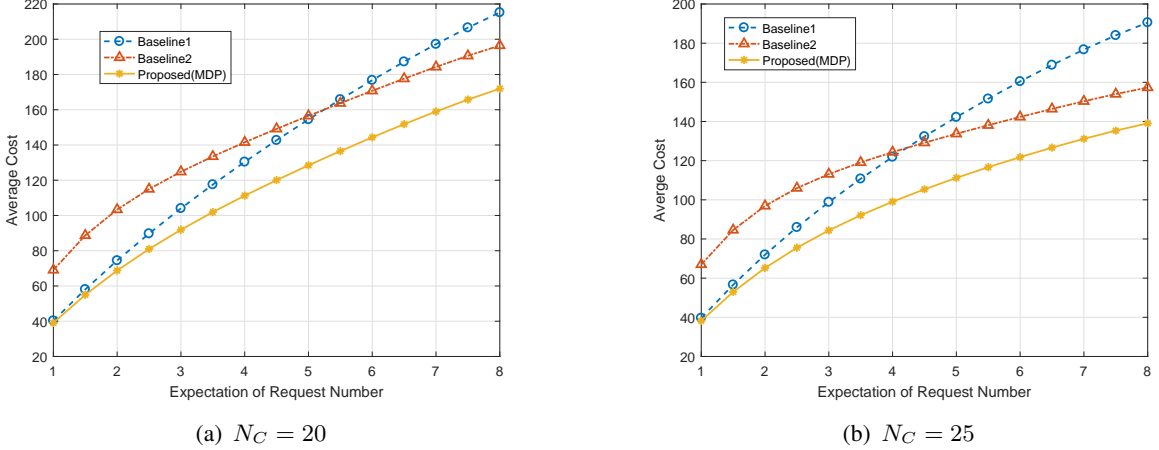 220
200
180
160
140
120
100
80
60
40
20
Average Cost
Baseline1
Baseline2
Proposed(MDP)
1 2 3 4 5 6 7 8
Expectation of Request Number
(a) N_C = 20
200
180
160
140
120
100
80
60
40
20
Averge Cost
Baseline1
Baseline2
Proposed(MDP)
1 2 3 4 5 6 7 8
Expectation of Request Number
(b) N_C = 25